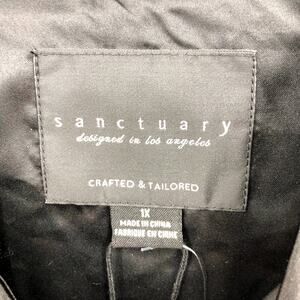 sanctuary
designed in los angeles
CRAFTED & TAILORED
1X
MADE IN CHINA
FABRIQUÉ EN CHINE